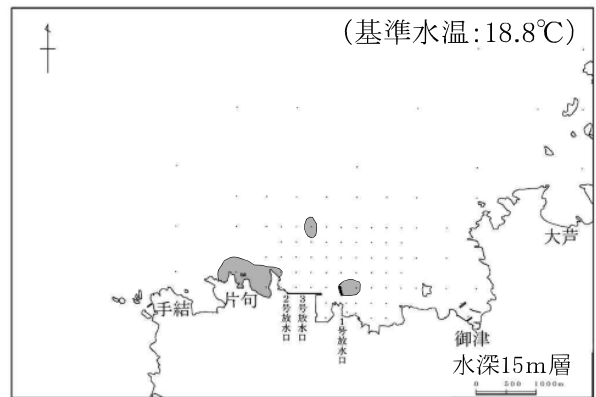 (基準水温:18.8℃)
大芦
手結
片句
2号放水口
3号放水口
1号放水口
御津
水深15m層
0 500 1000m